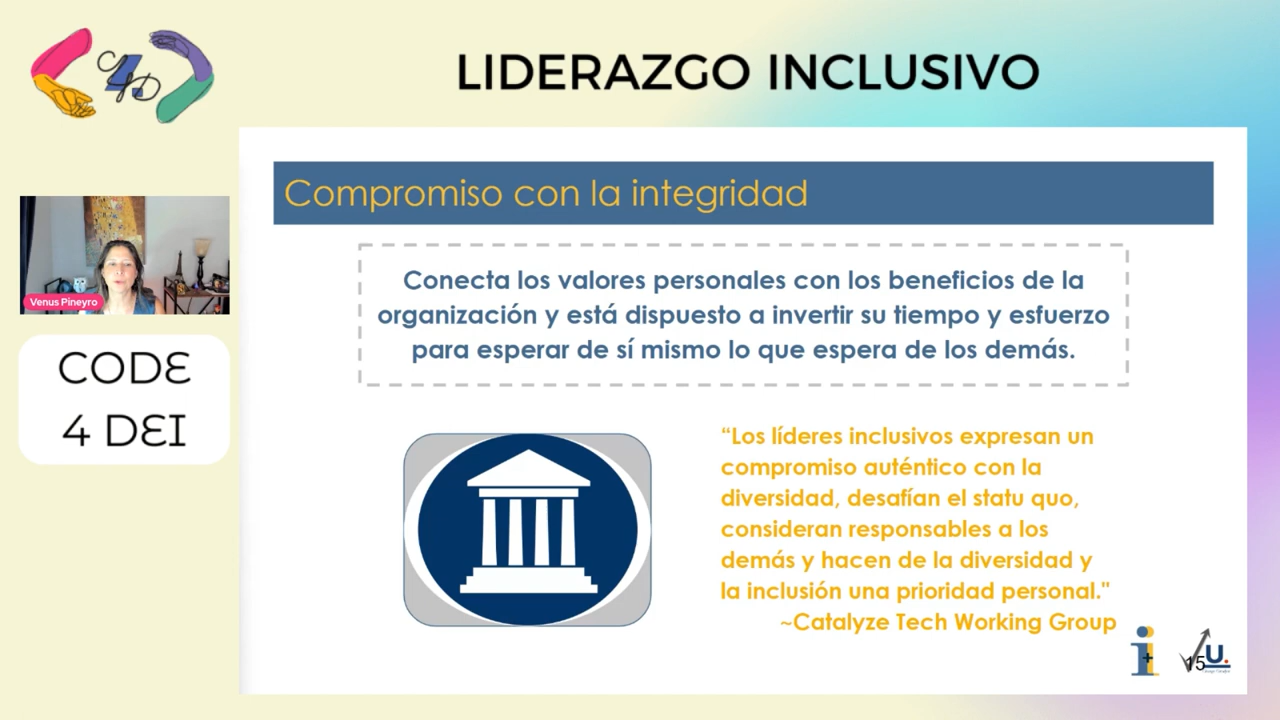 LIDERAZGO INCLUSIVO
Compromiso con la integridad
Conecta los valores personales con los beneficios de la
organización y está dispuesto a invertir su tiempo y esfuerzo
para esperar de sí mismo lo que espera de los demás.
Venus Pineyro
CODE
4 DEI
“Los líderes inclusivos expresan un
compromiso auténtico con la
diversidad, desafían el statu quo,
consideran responsables a los
demás y hacen de la diversidad y
la inclusión una prioridad personal."
~Catalyze Tech Working Group
15
U.